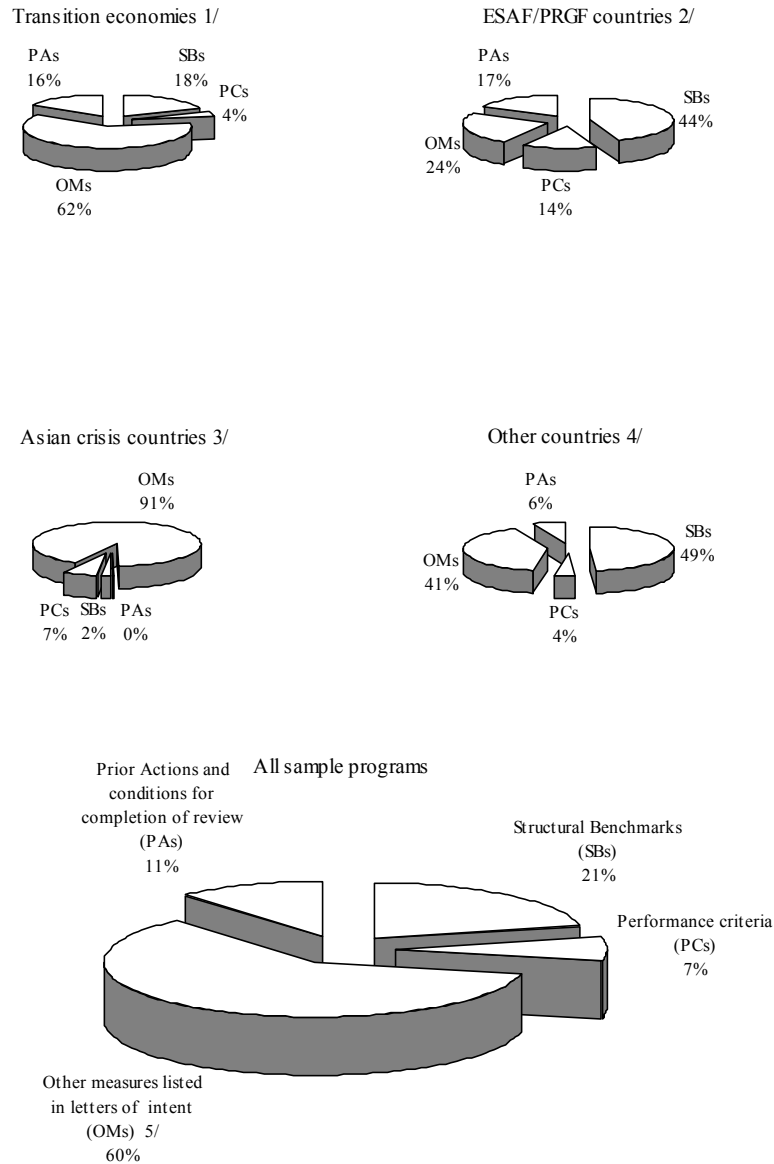 Transition economies 1/
PAs
16%
SBs
18%
PCs
4%
OMs
62%
ESAF/PRGF countries 2/
PAs
17%
SBs
44%
OMs
24%
PCs
14%
Asian crisis countries 3/
OMs
91%
PCs
7%
SBs
2%
PAs
0%
Other countries 4/
PAs
6%
SBs
49%
OMs
41%
PCs
4%
All sample programs
Prior Actions and
conditions for
completion of review
(PAs)
11%
Structural Benchmarks
(SBs)
21%
Performance criteria
(PCs)
7%
Other measures listed
in letters of intent
(OMs) 5/
60%